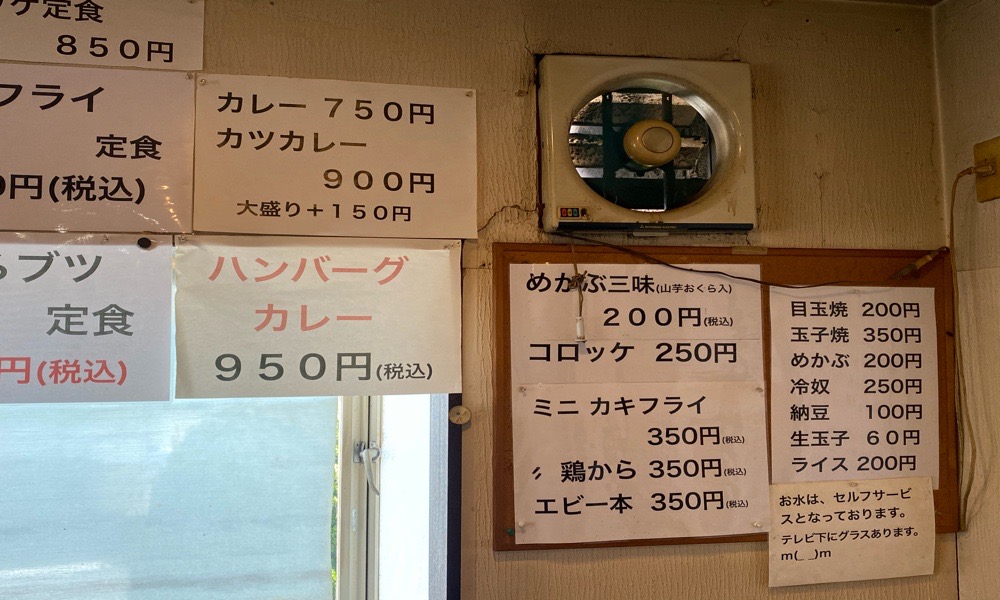 定食
850円
フライ
定食
0円(税込)
カレー 750円
カツカレー
900円
大盛り+150円
ブツ
定食
円(税込)
ハンバーグ
カレー
950円(税込)
めかぶ三味(山芋おくら入)
200円(税込)
コロッケ 250円
ミニ カキフライ
350円(税込)
〃 鶏から 350円(税込)
エビ一本 350円(税込)
目玉焼 200円
玉子焼 350円
めかぶ 200円
冷奴 250円
納豆 100円
生玉子 60円
ライス 200円
お水は、セルフサービ
スとなっております。
テレビ下にグラスあります。
m(_ _)m